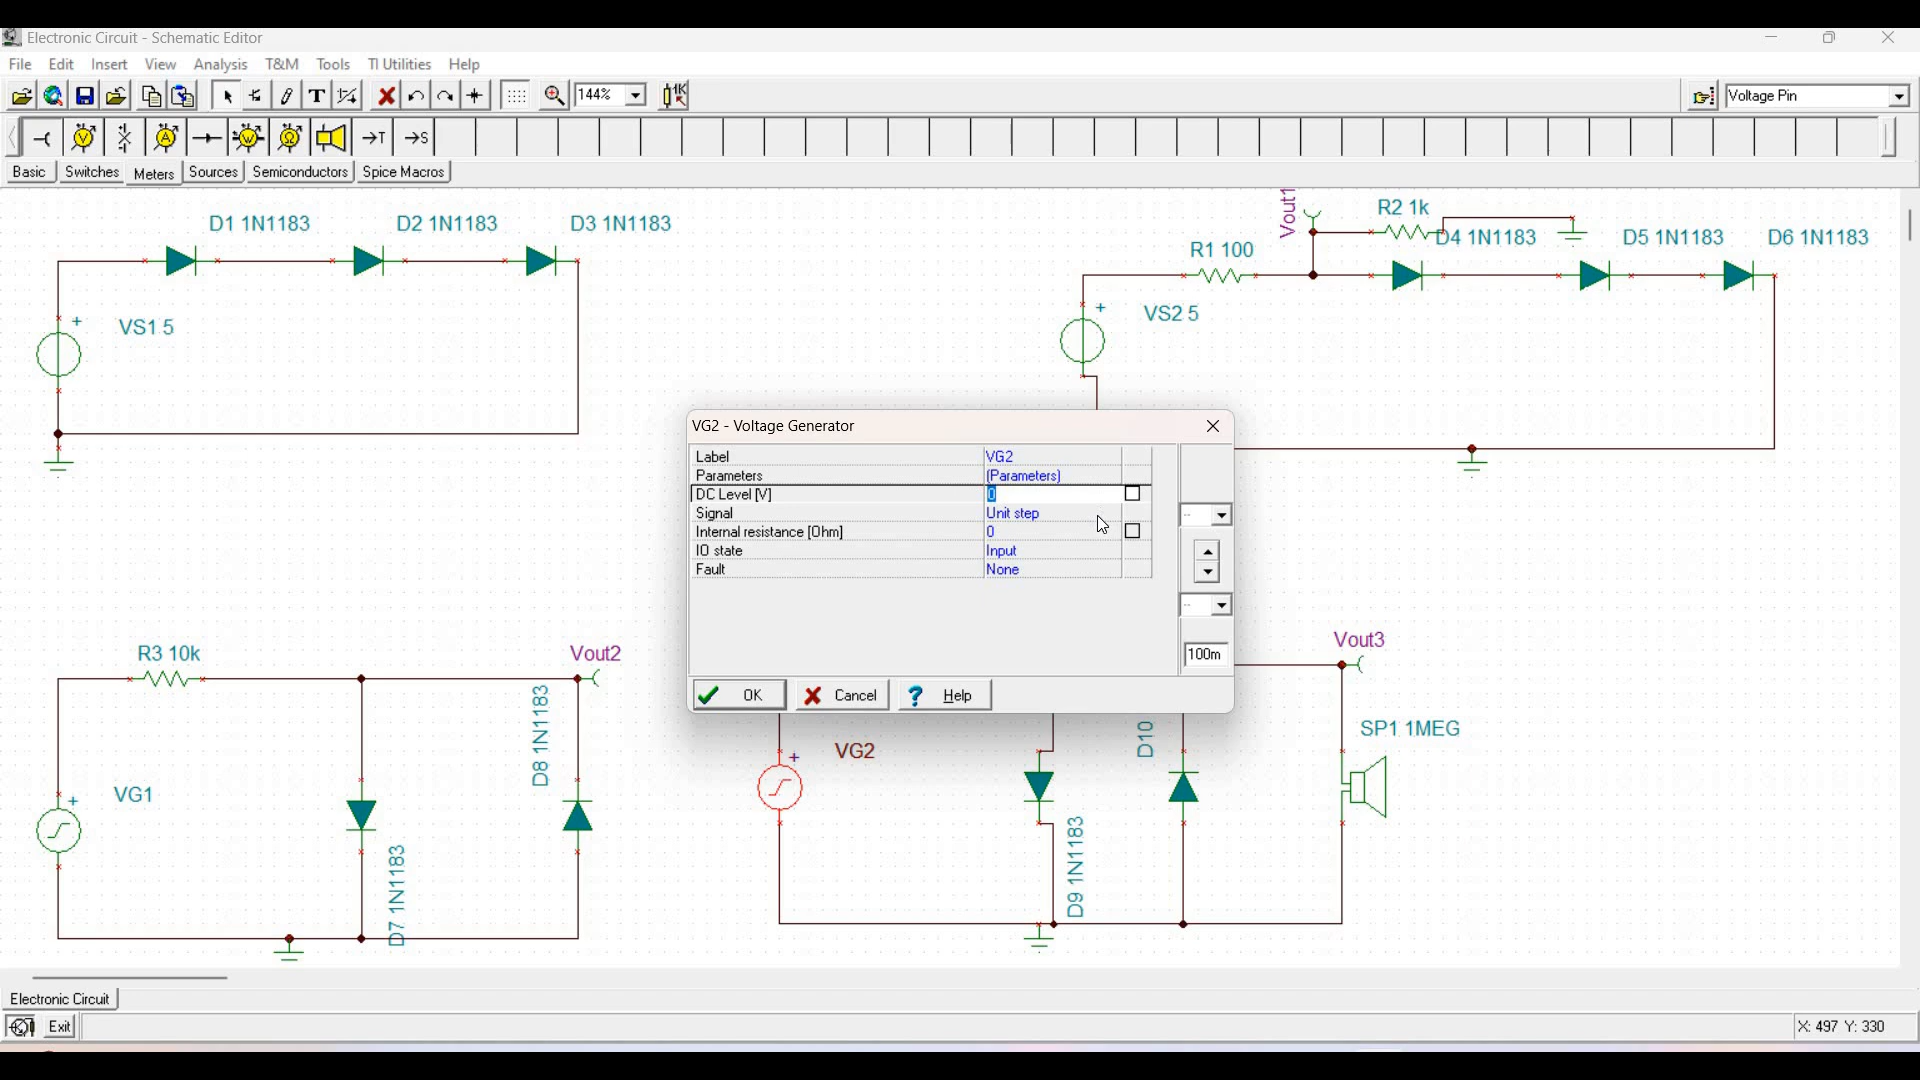 Electronic Circuit - Schematic Editor
File Edit Insert View Analysis T&M Tools TI Utilities Help
T 144% 1K Voltage Pin
V A W Ω →T →S
Basic Switches Meters Sources Semiconductors Spice Macros
D1 1N1183 D2 1N1183 D3 1N1183
VS1 5
+
Vout1
R2 1k
R1 100
D4 1N1183 D5 1N1183 D6 1N1183
VS2 5
+
VG2 - Voltage Generator
Label VG2
Parameters (Parameters)
DC Level [V] 0
Signal Unit step
Internal resistance [Ohm] 0
IO state Input
Fault None
100m
OK Cancel ? Help
R3 10k
Vout2
D8 1N1183
VG1
+
D7 1N1183
VG2
+
D10
D9 1N1183
Vout3
SP1 1MEG
Electronic Circuit
Exit X: 497 Y: 330